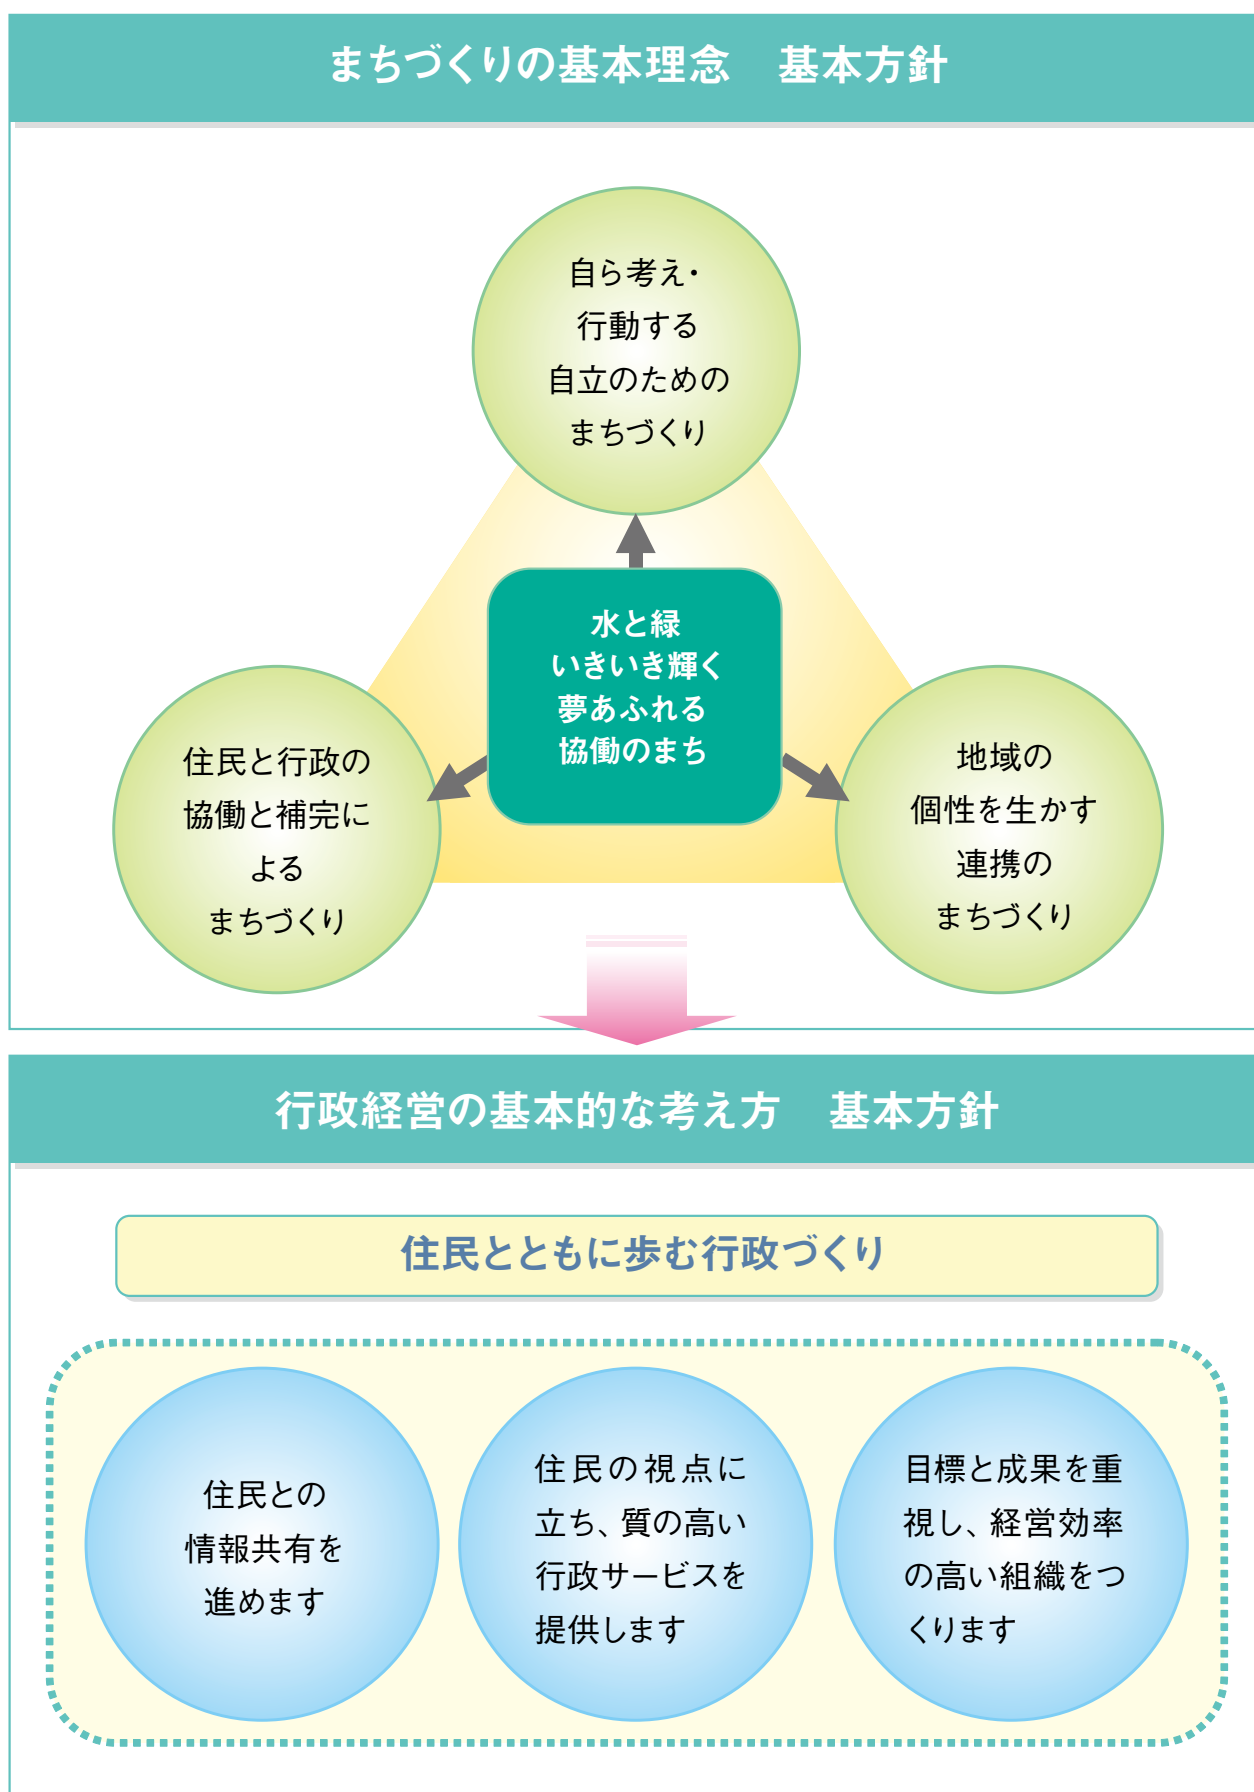 まちづくりの基本理念　基本方針
自ら考え・
行動する
自立のための
まちづくり
水と緑
いきいき輝く
夢あふれる
協働のまち
住民と行政の
協働と補完に
よる
まちづくり
地域の
個性を生かす
連携の
まちづくり
行政経営の基本的な考え方　基本方針
住民とともに歩む行政づくり
住民との
情報共有を
進めます
住民の視点に
立ち、質の高い
行政サービスを
提供します
目標と成果を重
視し、経営効率
の高い組織をつ
くります